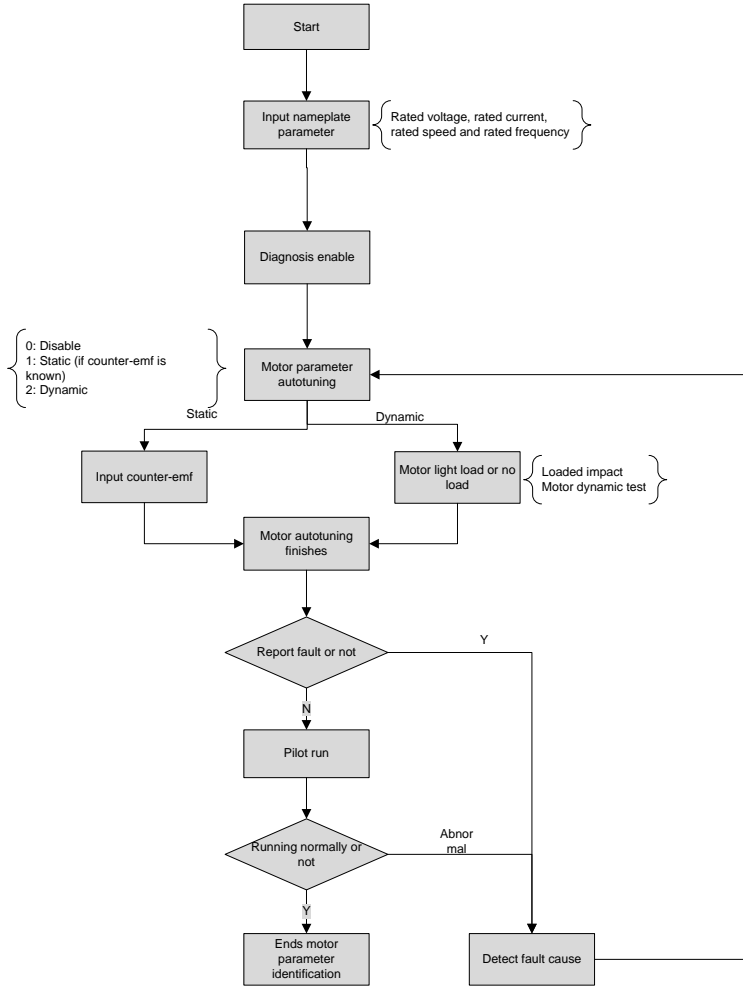 Start
Input nameplate
parameter
Rated voltage, rated current,
rated speed and rated frequency
Diagnosis enable
0: Disable
1: Static (if counter-emf is
known)
2: Dynamic
Motor parameter
autotuning
Static
Dynamic
Input counter-emf
Motor light load or no
load
Loaded impact
Motor dynamic test
Motor autotuning
finishes
Report fault or not
Y
N
Pilot run
Running normally or
not
Abnor
mal
Y
Ends motor
parameter
identification
Detect fault cause